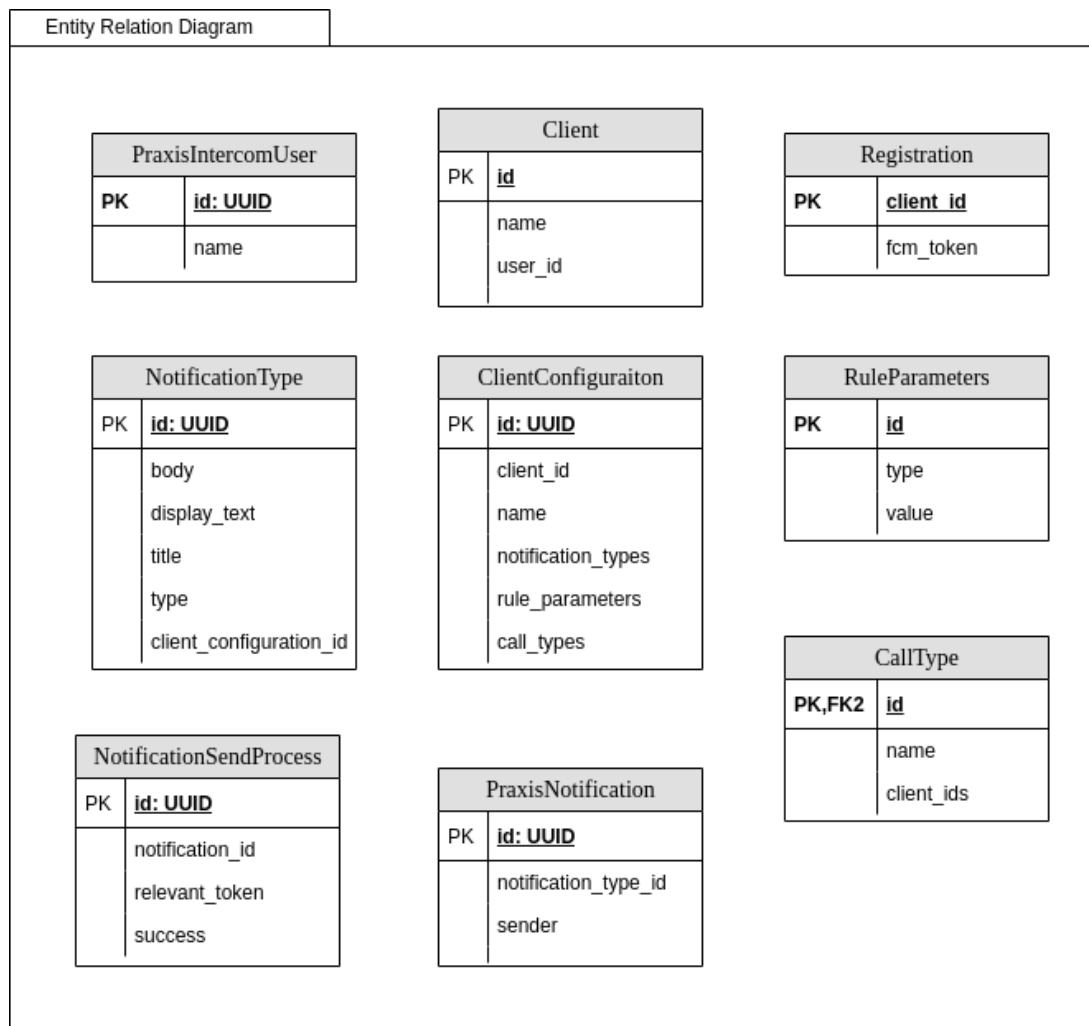 Entity Relation Diagram
PraxisIntercomUser
PK id: UUID
name
Client
PK id
name
user_id
Registration
PK client_id
fcm_token
NotificationType
PK id: UUID
body
display_text
title
type
client_configuration_id
ClientConfiguraiton
PK id: UUID
client_id
name
notification_types
rule_parameters
call_types
RuleParameters
PK id
type
value
CallType
PK,FK2 id
name
client_ids
NotificationSendProcess
PK id: UUID
notification_id
relevant_token
success
PraxisNotification
PK id: UUID
notification_type_id
sender